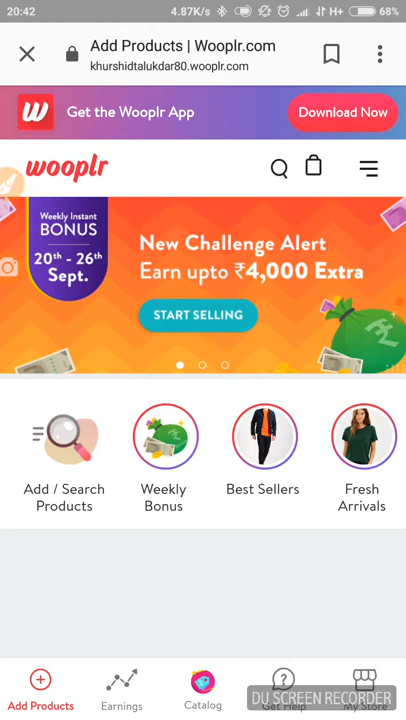 20:42
4.87K/s
H+
68%
Add Products | Wooplr.com
khurshidtalukdar80.wooplr.com
W
Get the Wooplr App
Download Now
wooplr
Weekly Instant
BONUS
20th - 26th
Sept.
New Challenge Alert
Earn upto ₹4,000 Extra
START SELLING
Add / Search
Products
Weekly
Bonus
Best Sellers
Fresh
Arrivals
Add Products
Earnings
Catalog
Get Help
My Store
DU SCREEN RECORDER